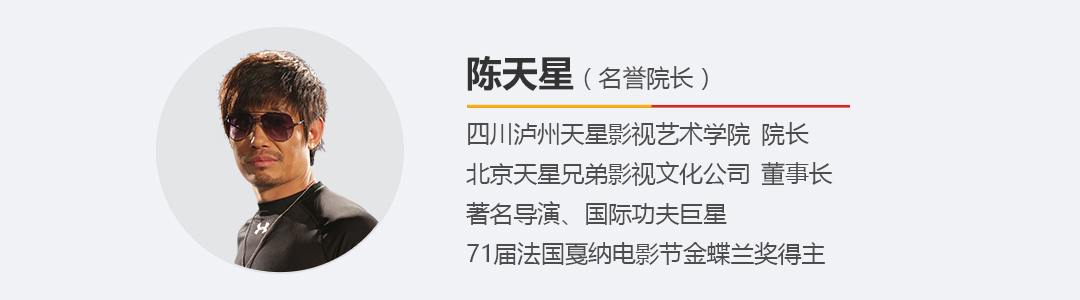 陈天星（名誉院长）
四川泸州天星影视艺术学院 院长
北京天星兄弟影视文化公司 董事长
著名导演、国际功夫巨星
71届法国戛纳电影节金蝶兰奖得主